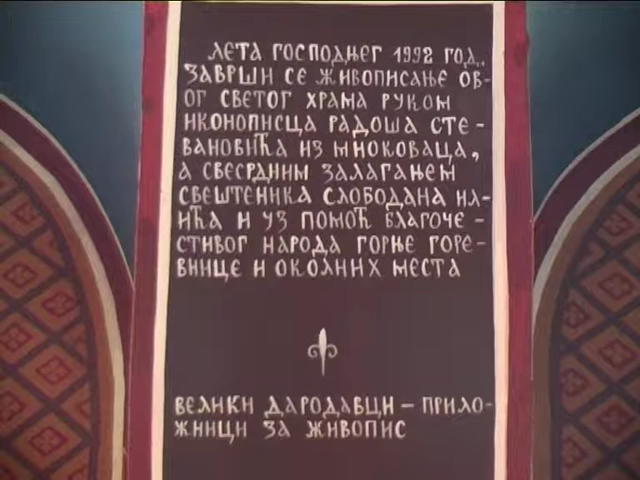 ЛЕТА ГОСПОДЊЕГ 1992 ГОД.
ЗАВРШИ СЕ ЖИВОПИСАЊЕ ОВ-
ОГ СВЕТОГ ХРАМА РУКОМ
ИКОНОПИСЦА РАДОША СТЕ-
ВАНОВИЋА ИЗ МИОКОВАЦА,
А СВЕСРДНИМ ЗАЛАГАЊЕМ
СВЕШТЕНИКА СЛОБОДАНА ИЛ-
ИЋА И УЗ ПОМОЋ БЛАГОЧЕ-
СТИВОГ НАРОДА ГОРЊЕ ГОРЕ-
ВНИЦЕ И ОКОЛНИХ МЕСТА
ВЕЛИКИ ДАРОДАВЦИ – ПРИЛО-
ЖНИЦИ ЗА ЖИВОПИС